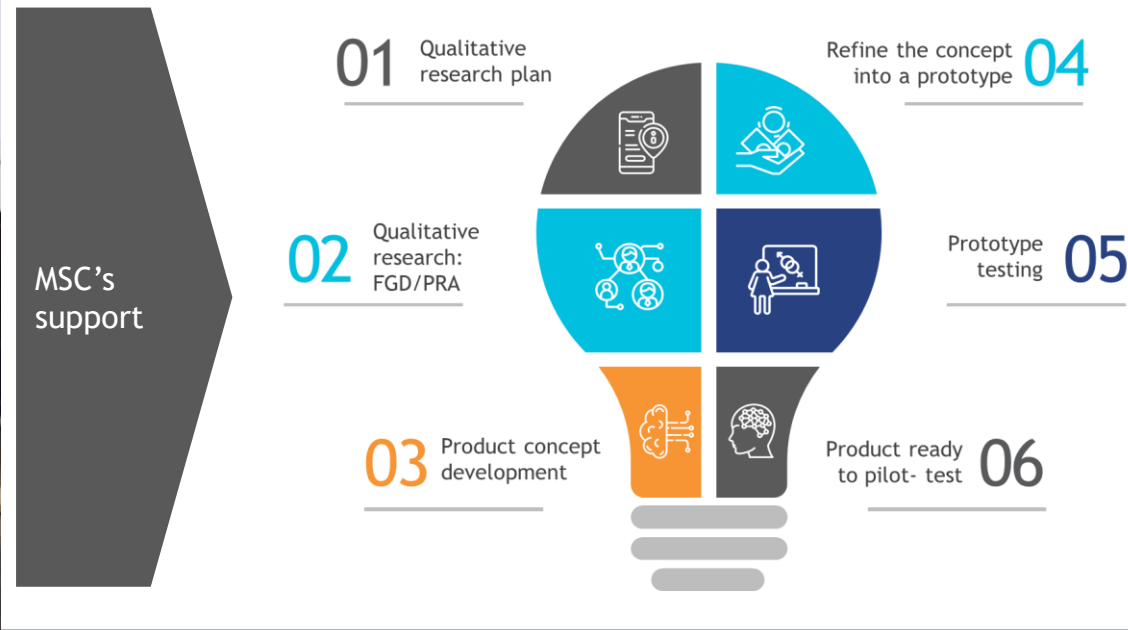 MSC's
support
01
Qualitative
research plan
02
Qualitative
research:
FGD/PRA
03
Product concept
development
Refine the concept
into a prototype
04
Prototype
testing
05
Product ready
to pilot- test
06